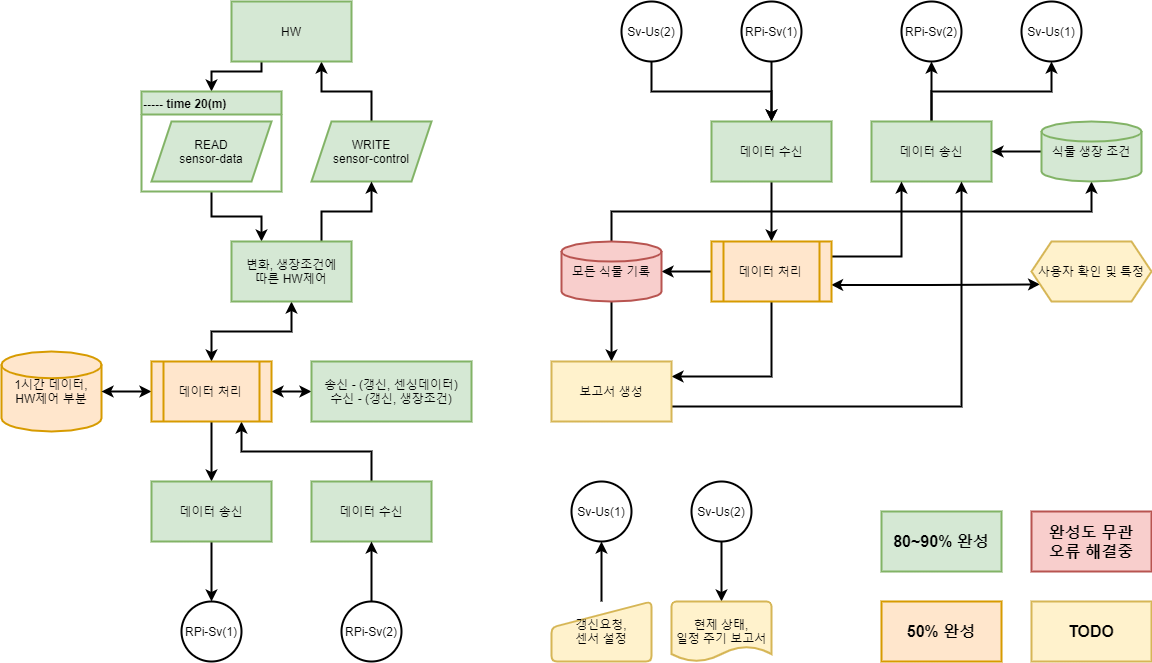 HW
----- time 20(m)
READ
sensor-data
WRITE
sensor-control
변화, 생장조건에
따른 HW제어
1시간 데이터,
HW제어 부분
데이터 처리
송신 - (갱신, 센싱데이터)
수신 - (갱신, 생장조건)
데이터 송신
데이터 수신
RPi-Sv(1)
RPi-Sv(2)
Sv-Us(2)
RPi-Sv(1)
RPi-Sv(2)
Sv-Us(1)
데이터 수신
데이터 송신
식물 생장 조건
모든 식물 기록
데이터 처리
사용자 확인 및 특정
보고서 생성
Sv-Us(1)
Sv-Us(2)
갱신요청,
센서 설정
현제 상태,
일정 주기 보고서
80~90% 완성
완성도 무관
오류 해결중
50% 완성
TODO